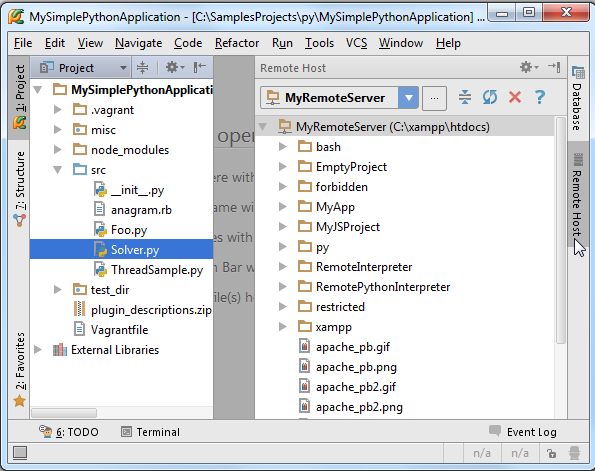 MySimplePythonApplication - [C:\SamplesProjects\py\MySimplePythonApplication] ...
File Edit View Navigate Code Refactor Run Tools VCS Window Help
1: Project
7: Structure
2: Favorites
Project
MySimplePythonApplicati
.vagrant
misc
node_modules
src
__init__.py
anagram.rb
Foo.py
Solver.py
ThreadSample.py
test_dir
plugin_descriptions.zip
Vagrantfile
External Libraries
open
ere with
ame wi
es with
n Bar w
file(s) h
Remote Host
MyRemoteServer ...
MyRemoteServer (C:\xampp\htdocs)
bash
EmptyProject
forbidden
MyApp
MyJSProject
py
RemoteInterpreter
RemotePythonInterpreter
restricted
xampp
apache_pb.gif
apache_pb.png
apache_pb2.gif
apache_pb2.png
Database
Remote Host
6: TODO Terminal Event Log
n/a n/a